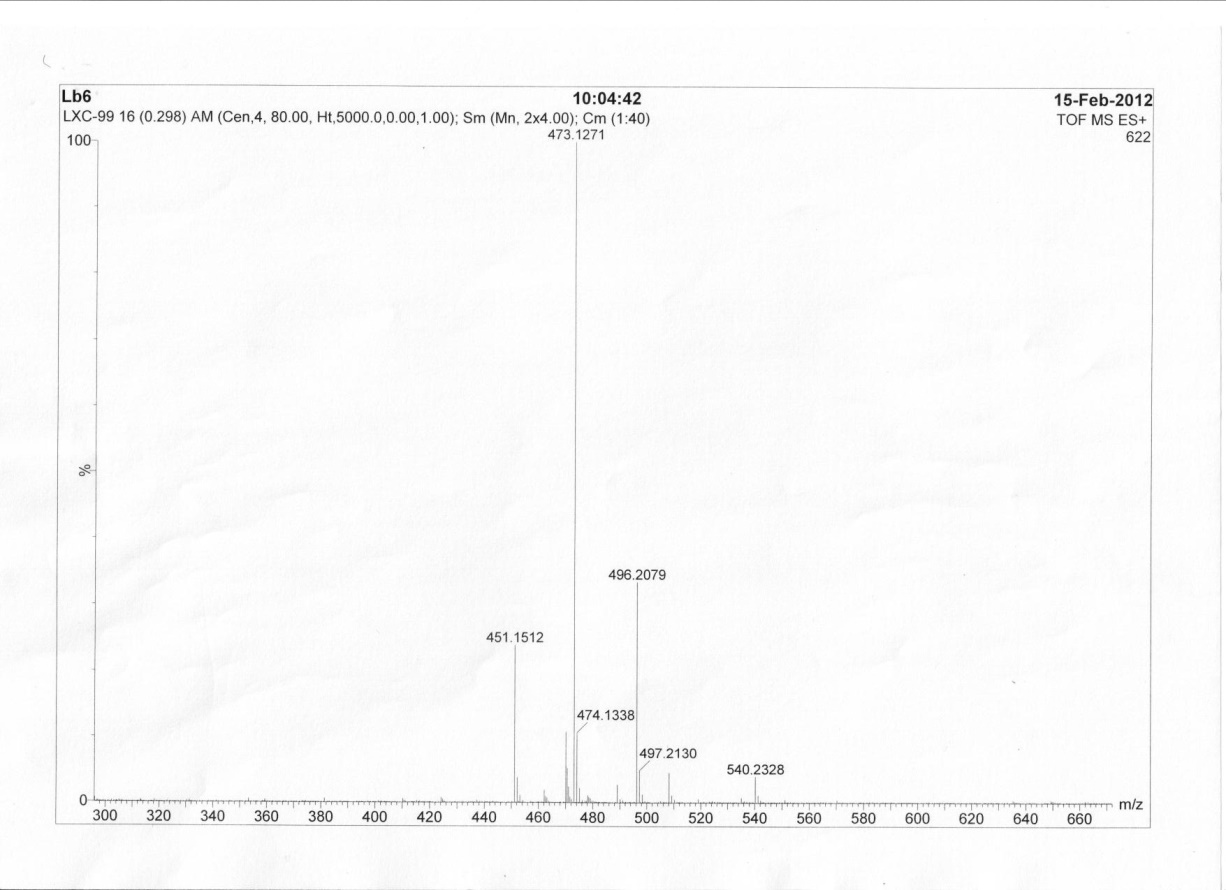 Lb6 10:04:42 15-Feb-2012
LXC-99 16 (0.298) AM (Cen,4, 80.00, Ht,5000.0,0.00,1.00); Sm (Mn, 2x4.00); Cm (1:40) TOF MS ES+
622
473.1271
100
%
496.2079
451.1512
474.1338
497.2130
540.2328
0
m/z
300 320 340 360 380 400 420 440 460 480 500 520 540 560 580 600 620 640 660